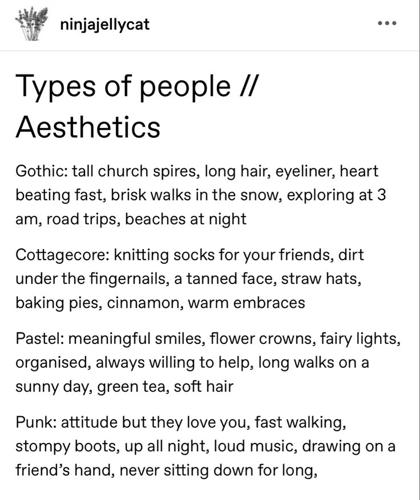 ninjajellycat
Types of people //
Aesthetics
Gothic: tall church spires, long hair, eyeliner, heart
beating fast, brisk walks in the snow, exploring at 3
am, road trips, beaches at night
Cottagecore: knitting socks for your friends, dirt
under the fingernails, a tanned face, straw hats,
baking pies, cinnamon, warm embraces
Pastel: meaningful smiles, flower crowns, fairy lights,
organised, always willing to help, long walks on a
sunny day, green tea, soft hair
Punk: attitude but they love you, fast walking,
stompy boots, up all night, loud music, drawing on a
friend’s hand, never sitting down for long,